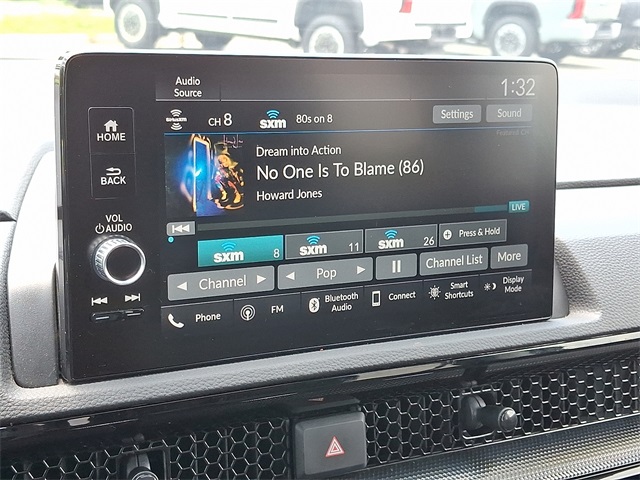 Audio
Source
1:32
HOME
SiriusXM
CH 8
sxm
80s on 8
Settings
Sound
Dream into Action
No One Is To Blame (86)
Howard Jones
BACK
LIVE
VOL
AUDIO
sxm 8
sxm 11
sxm 26
Press & Hold
Channel
Pop
Channel List
More
Phone
FM
Bluetooth
Audio
Connect
Smart
Shortcuts
Display
Mode